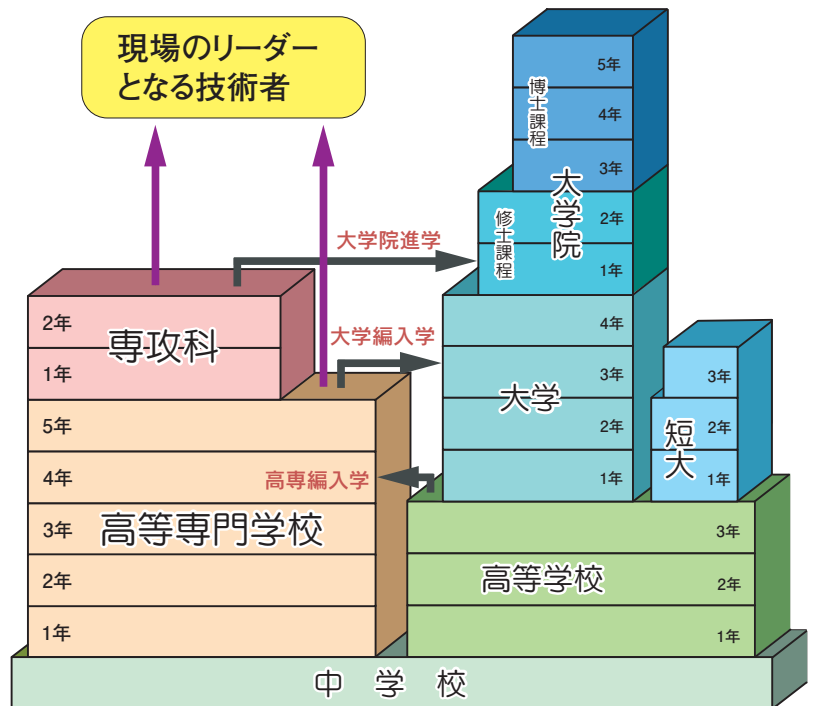 現場のリーダー
となる技術者
大学院進学
大学編入学
高専編入学
専攻科
2年
1年
高等専門学校
5年
4年
3年
2年
1年
大学院
博士課程
5年
4年
3年
修士課程
2年
1年
大学
4年
3年
2年
1年
短大
3年
2年
1年
高等学校
3年
2年
1年
中学校